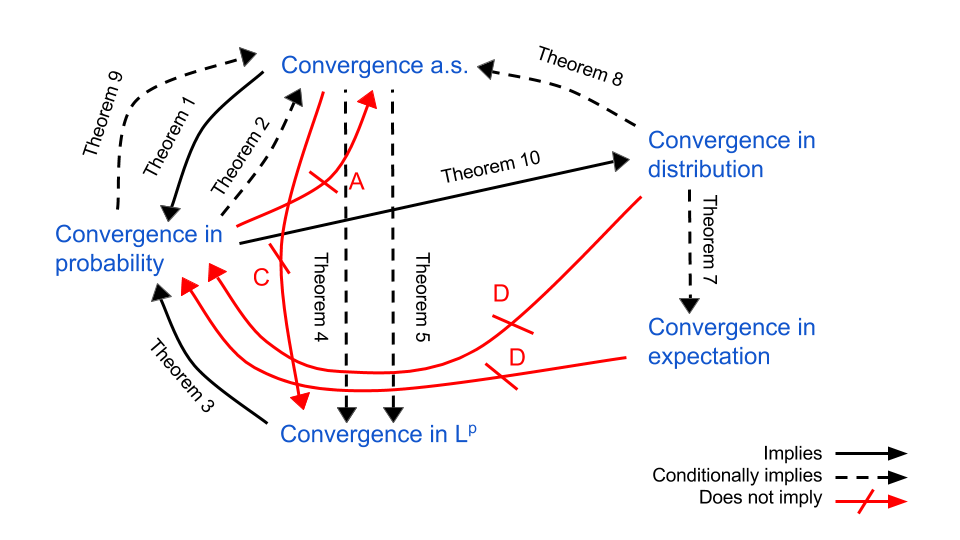 Convergence a.s.
Theorem 9
Theorem 1
Theorem 2
Theorem 8
Convergence in
distribution
Theorem 10
A
Convergence in
probability
Theorem 7
C
Theorem 4
Theorem 5
D
Convergence in
expectation
D
Theorem 3
Convergence in Lᵖ
Implies
Conditionally implies
Does not imply